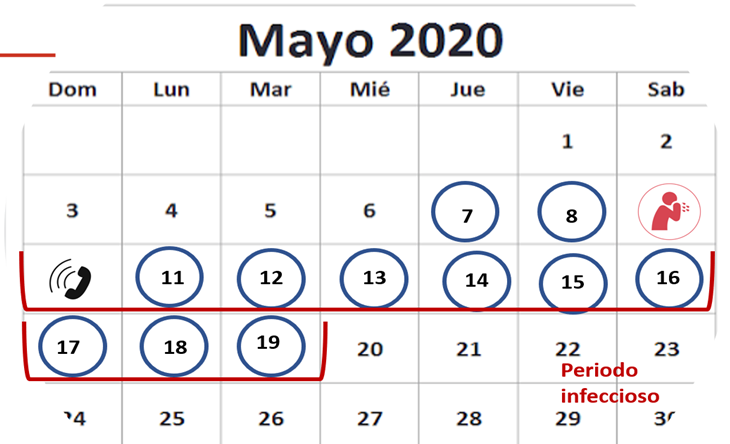 Mayo 2020
Dom Lun Mar Mié Jue Vie Sab
1 2
3 4 5 6 7 8
11 12 13 14 15 16
17 18 19 20 21 22 23
Periodo
infeccioso
25 26 27 28 29